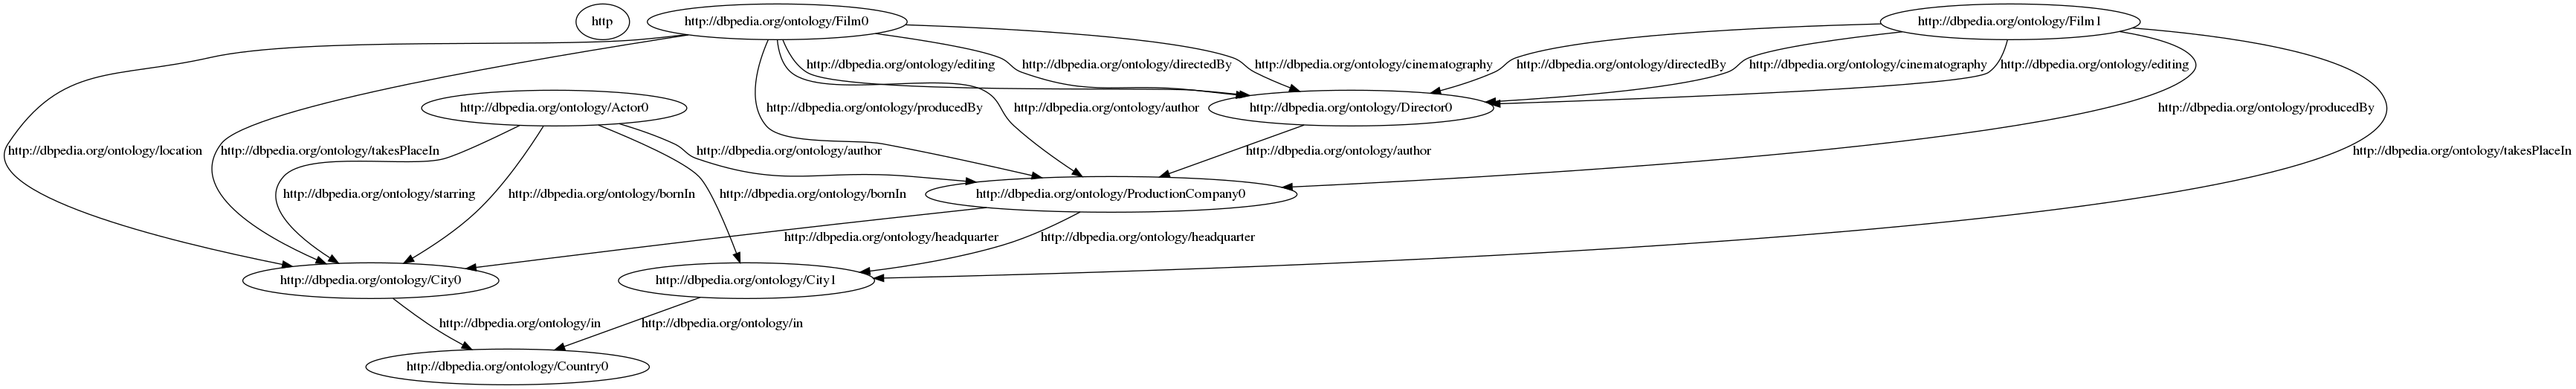 http
http://dbpedia.org/ontology/Film0
http://dbpedia.org/ontology/Film1
http://dbpedia.org/ontology/editing
http://dbpedia.org/ontology/directedBy
http://dbpedia.org/ontology/cinematography
http://dbpedia.org/ontology/directedBy
http://dbpedia.org/ontology/cinematography
http://dbpedia.org/ontology/editing
http://dbpedia.org/ontology/Actor0
http://dbpedia.org/ontology/producedBy
http://dbpedia.org/ontology/author
http://dbpedia.org/ontology/Director0
http://dbpedia.org/ontology/producedBy
http://dbpedia.org/ontology/location
http://dbpedia.org/ontology/takesPlaceIn
http://dbpedia.org/ontology/author
http://dbpedia.org/ontology/author
http://dbpedia.org/ontology/takesPlaceIn
http://dbpedia.org/ontology/starring
http://dbpedia.org/ontology/bornIn
http://dbpedia.org/ontology/bornIn
http://dbpedia.org/ontology/ProductionCompany0
http://dbpedia.org/ontology/headquarter
http://dbpedia.org/ontology/headquarter
http://dbpedia.org/ontology/City0
http://dbpedia.org/ontology/City1
http://dbpedia.org/ontology/in
http://dbpedia.org/ontology/in
http://dbpedia.org/ontology/Country0